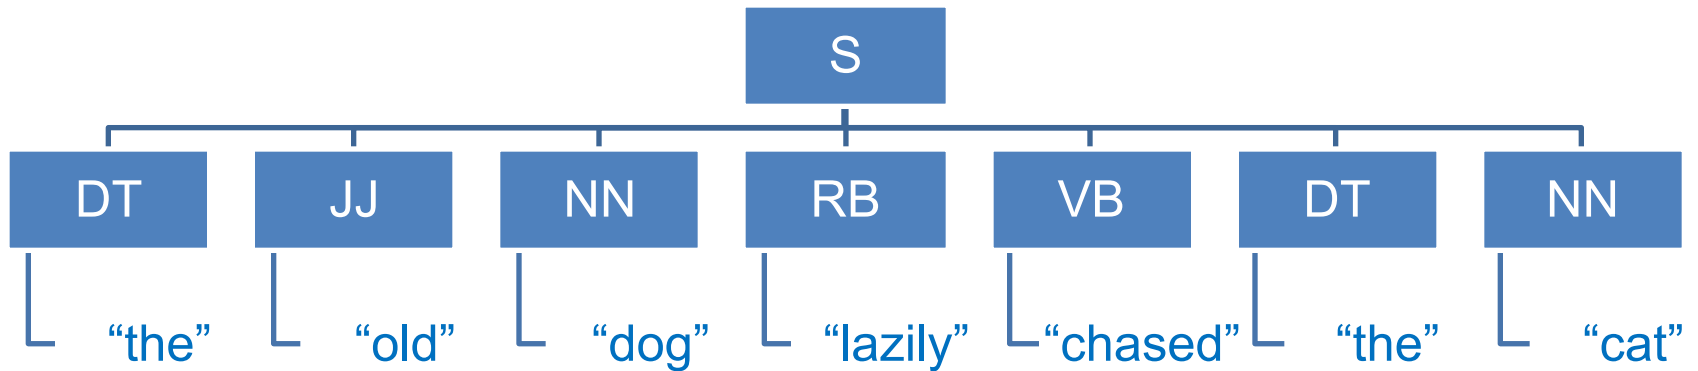 S
DT JJ NN RB VB DT NN
“the” “old” “dog” “lazily” “chased” “the” “cat”